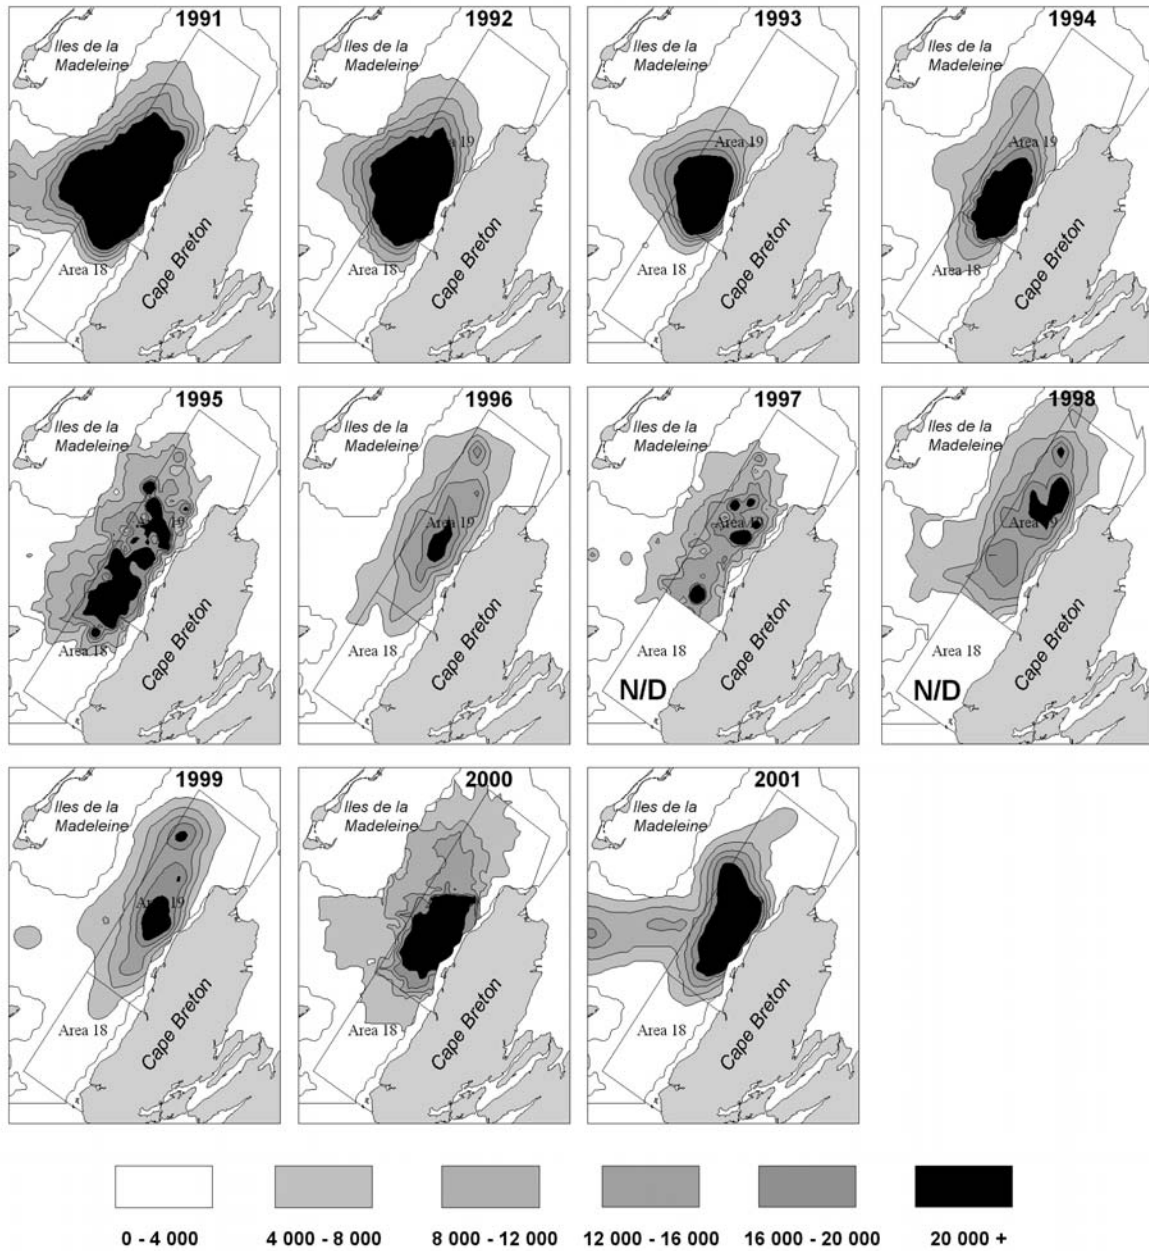 1991
Iles de la
Madeleine
Area 18
Cape Breton
1992
Iles de la
Madeleine
a 19
Area 18
Cape Breton
1993
Iles de la
Madeleine
Area 19
Area 18
Cape Breton
1994
Iles de la
Madeleine
Area 19
Area 18
Cape Breton
1995
Iles de la
Madeleine
Area 18
Cape Breton
1996
Iles de la
Madeleine
Area 19
Area 18
Cape Breton
1997
Iles de la
Madeleine
Area 19
Area 18
N/D
Cape Breton
1998
Iles de la
Madeleine
Area 19
Area 18
N/D
Cape Breton
1999
Iles de la
Madeleine
Area 19
Area 18
Cape Breton
2000
Iles de la
Madeleine
Area 18
Cape Breton
2001
Iles de la
Madeleine
Area 18
Cape Breton
0 - 4 000
4 000 - 8 000
8 000 - 12 000
12 000 - 16 000
16 000 - 20 000
20 000 +